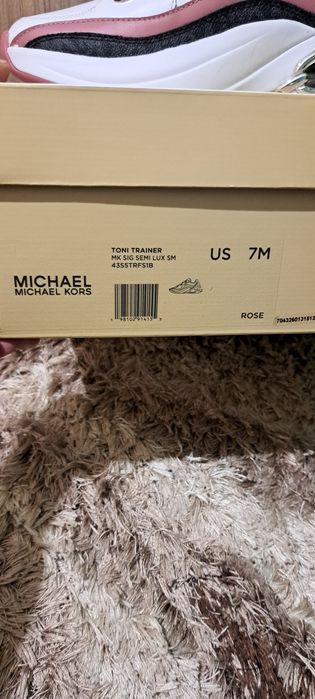 TONI TRAINER
MK SIG SEMI LUX SM
43S5TRFS1B
US 7M
MICHAEL
MICHAEL KORS
ROSE